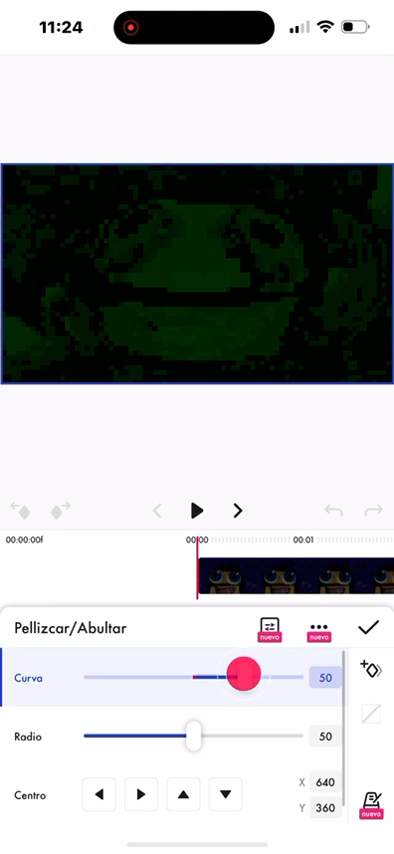 11:24
00:00:00f
00:00
00:01
Pellizcar/Abultar
nuevo
nuevo
Curva
50
Radio
50
Centro
X 640
Y 360
nuevo